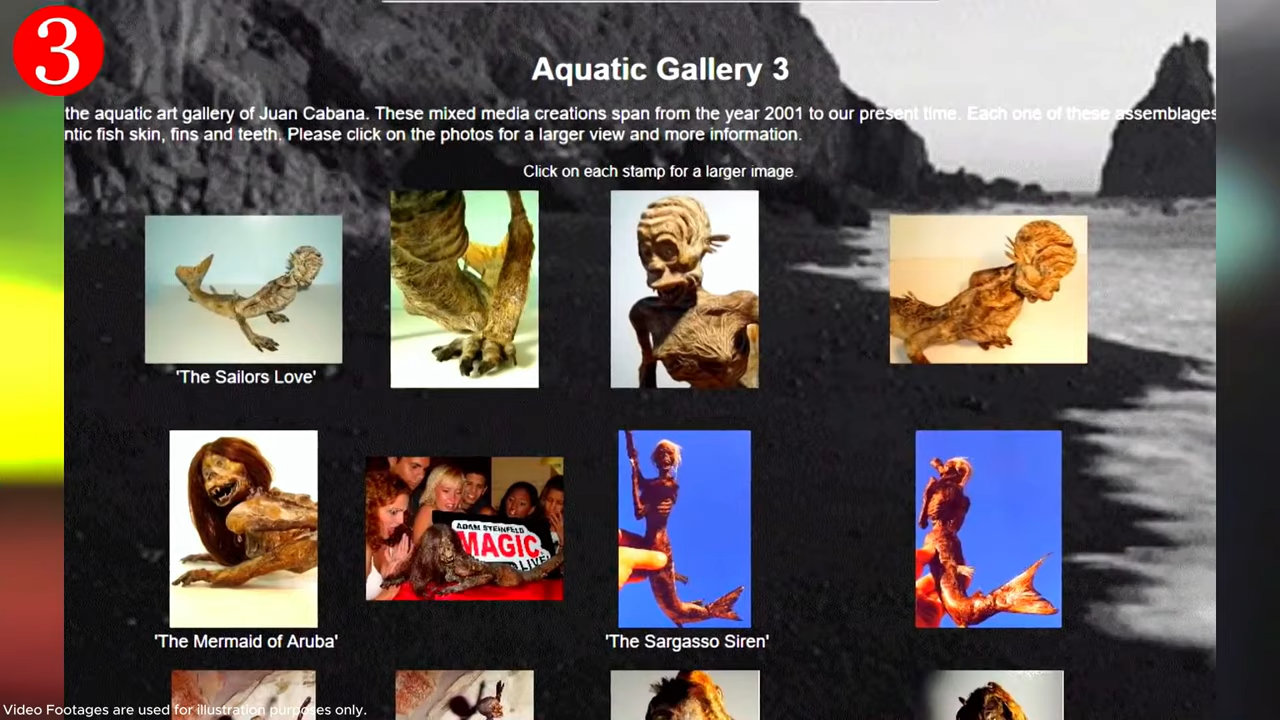 3
Aquatic Gallery 3
the aquatic art gallery of Juan Cabana. These mixed media creations span from the year 2001 to our present time. Each one of these assemblages
ntic fish skin, fins and teeth. Please click on the photos for a larger view and more information.
Click on each stamp for a larger image.
'The Sailors Love'
ADAM STEINFELD
MAGIC
LIVE!
'The Mermaid of Aruba'
'The Sargasso Siren'
Video Footages are used for illustration purposes only.